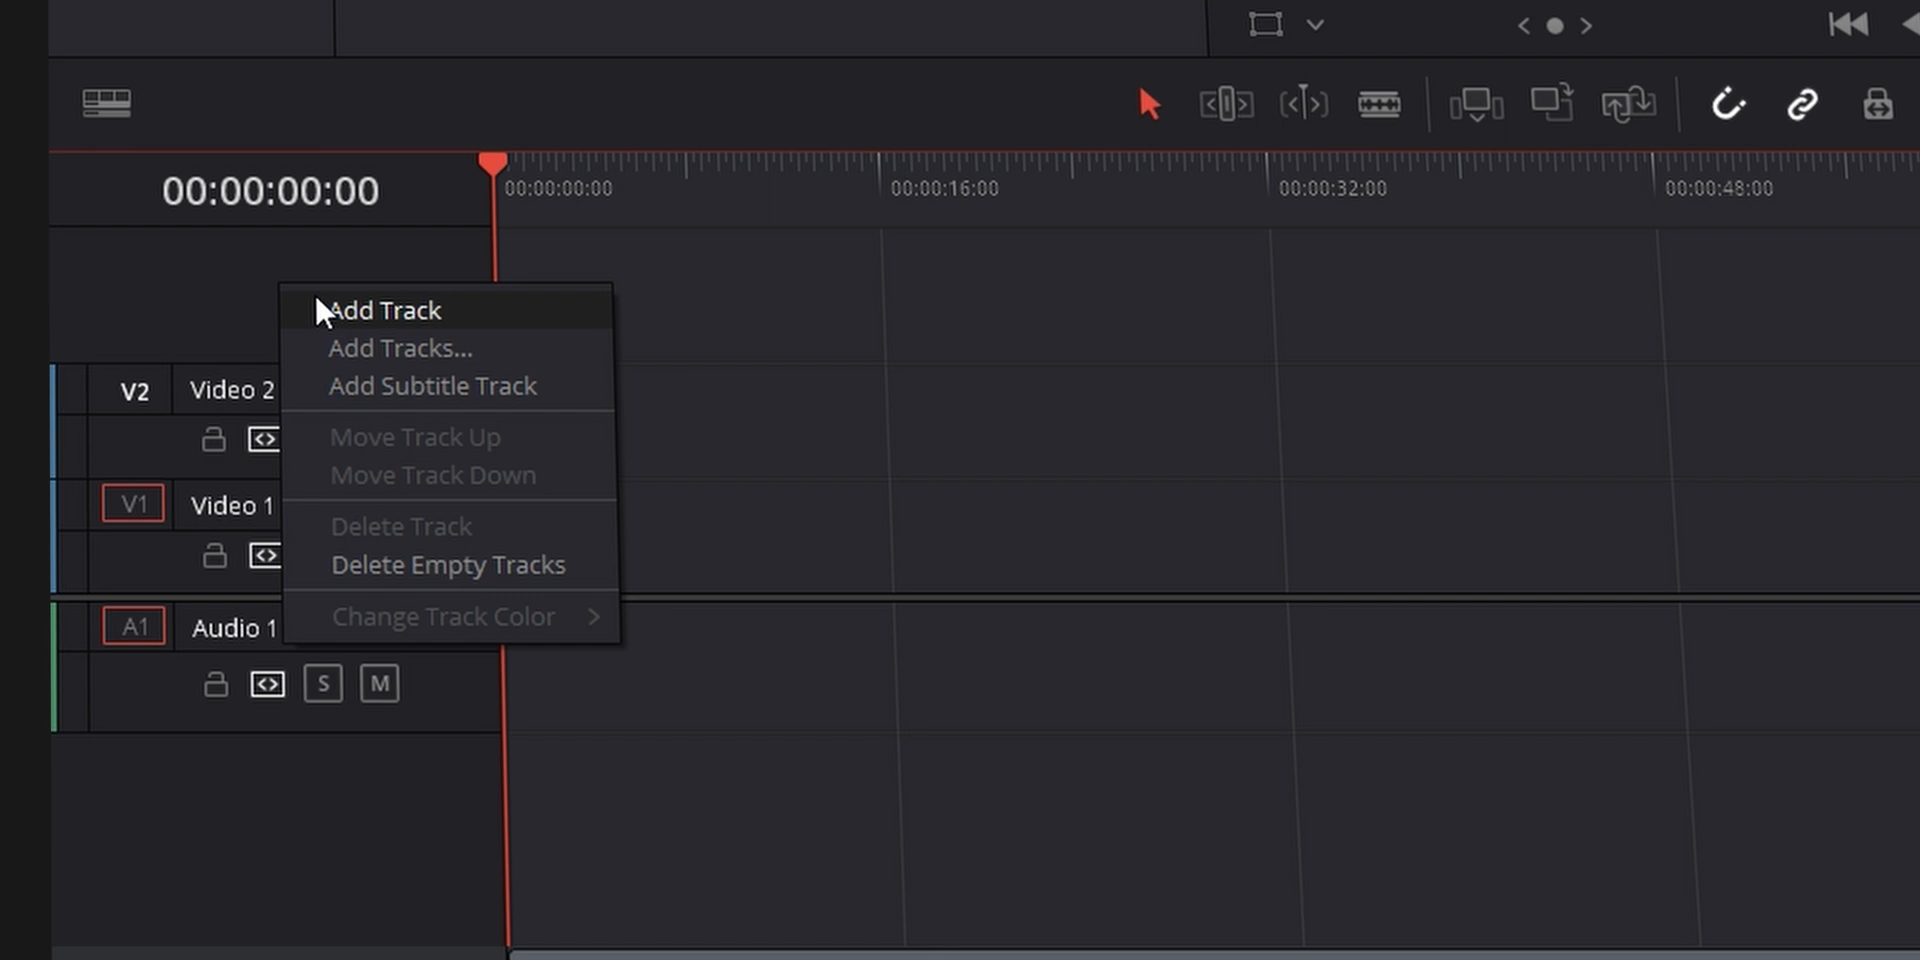 00:00:00:00
00:00:00:00
00:00:16:00
00:00:32:00
00:00:48:00
Add Track
Add Tracks...
Add Subtitle Track
Move Track Up
Move Track Down
Delete Track
Delete Empty Tracks
Change Track Color
V2 Video 2
V1 Video 1
A1 Audio 1
S M